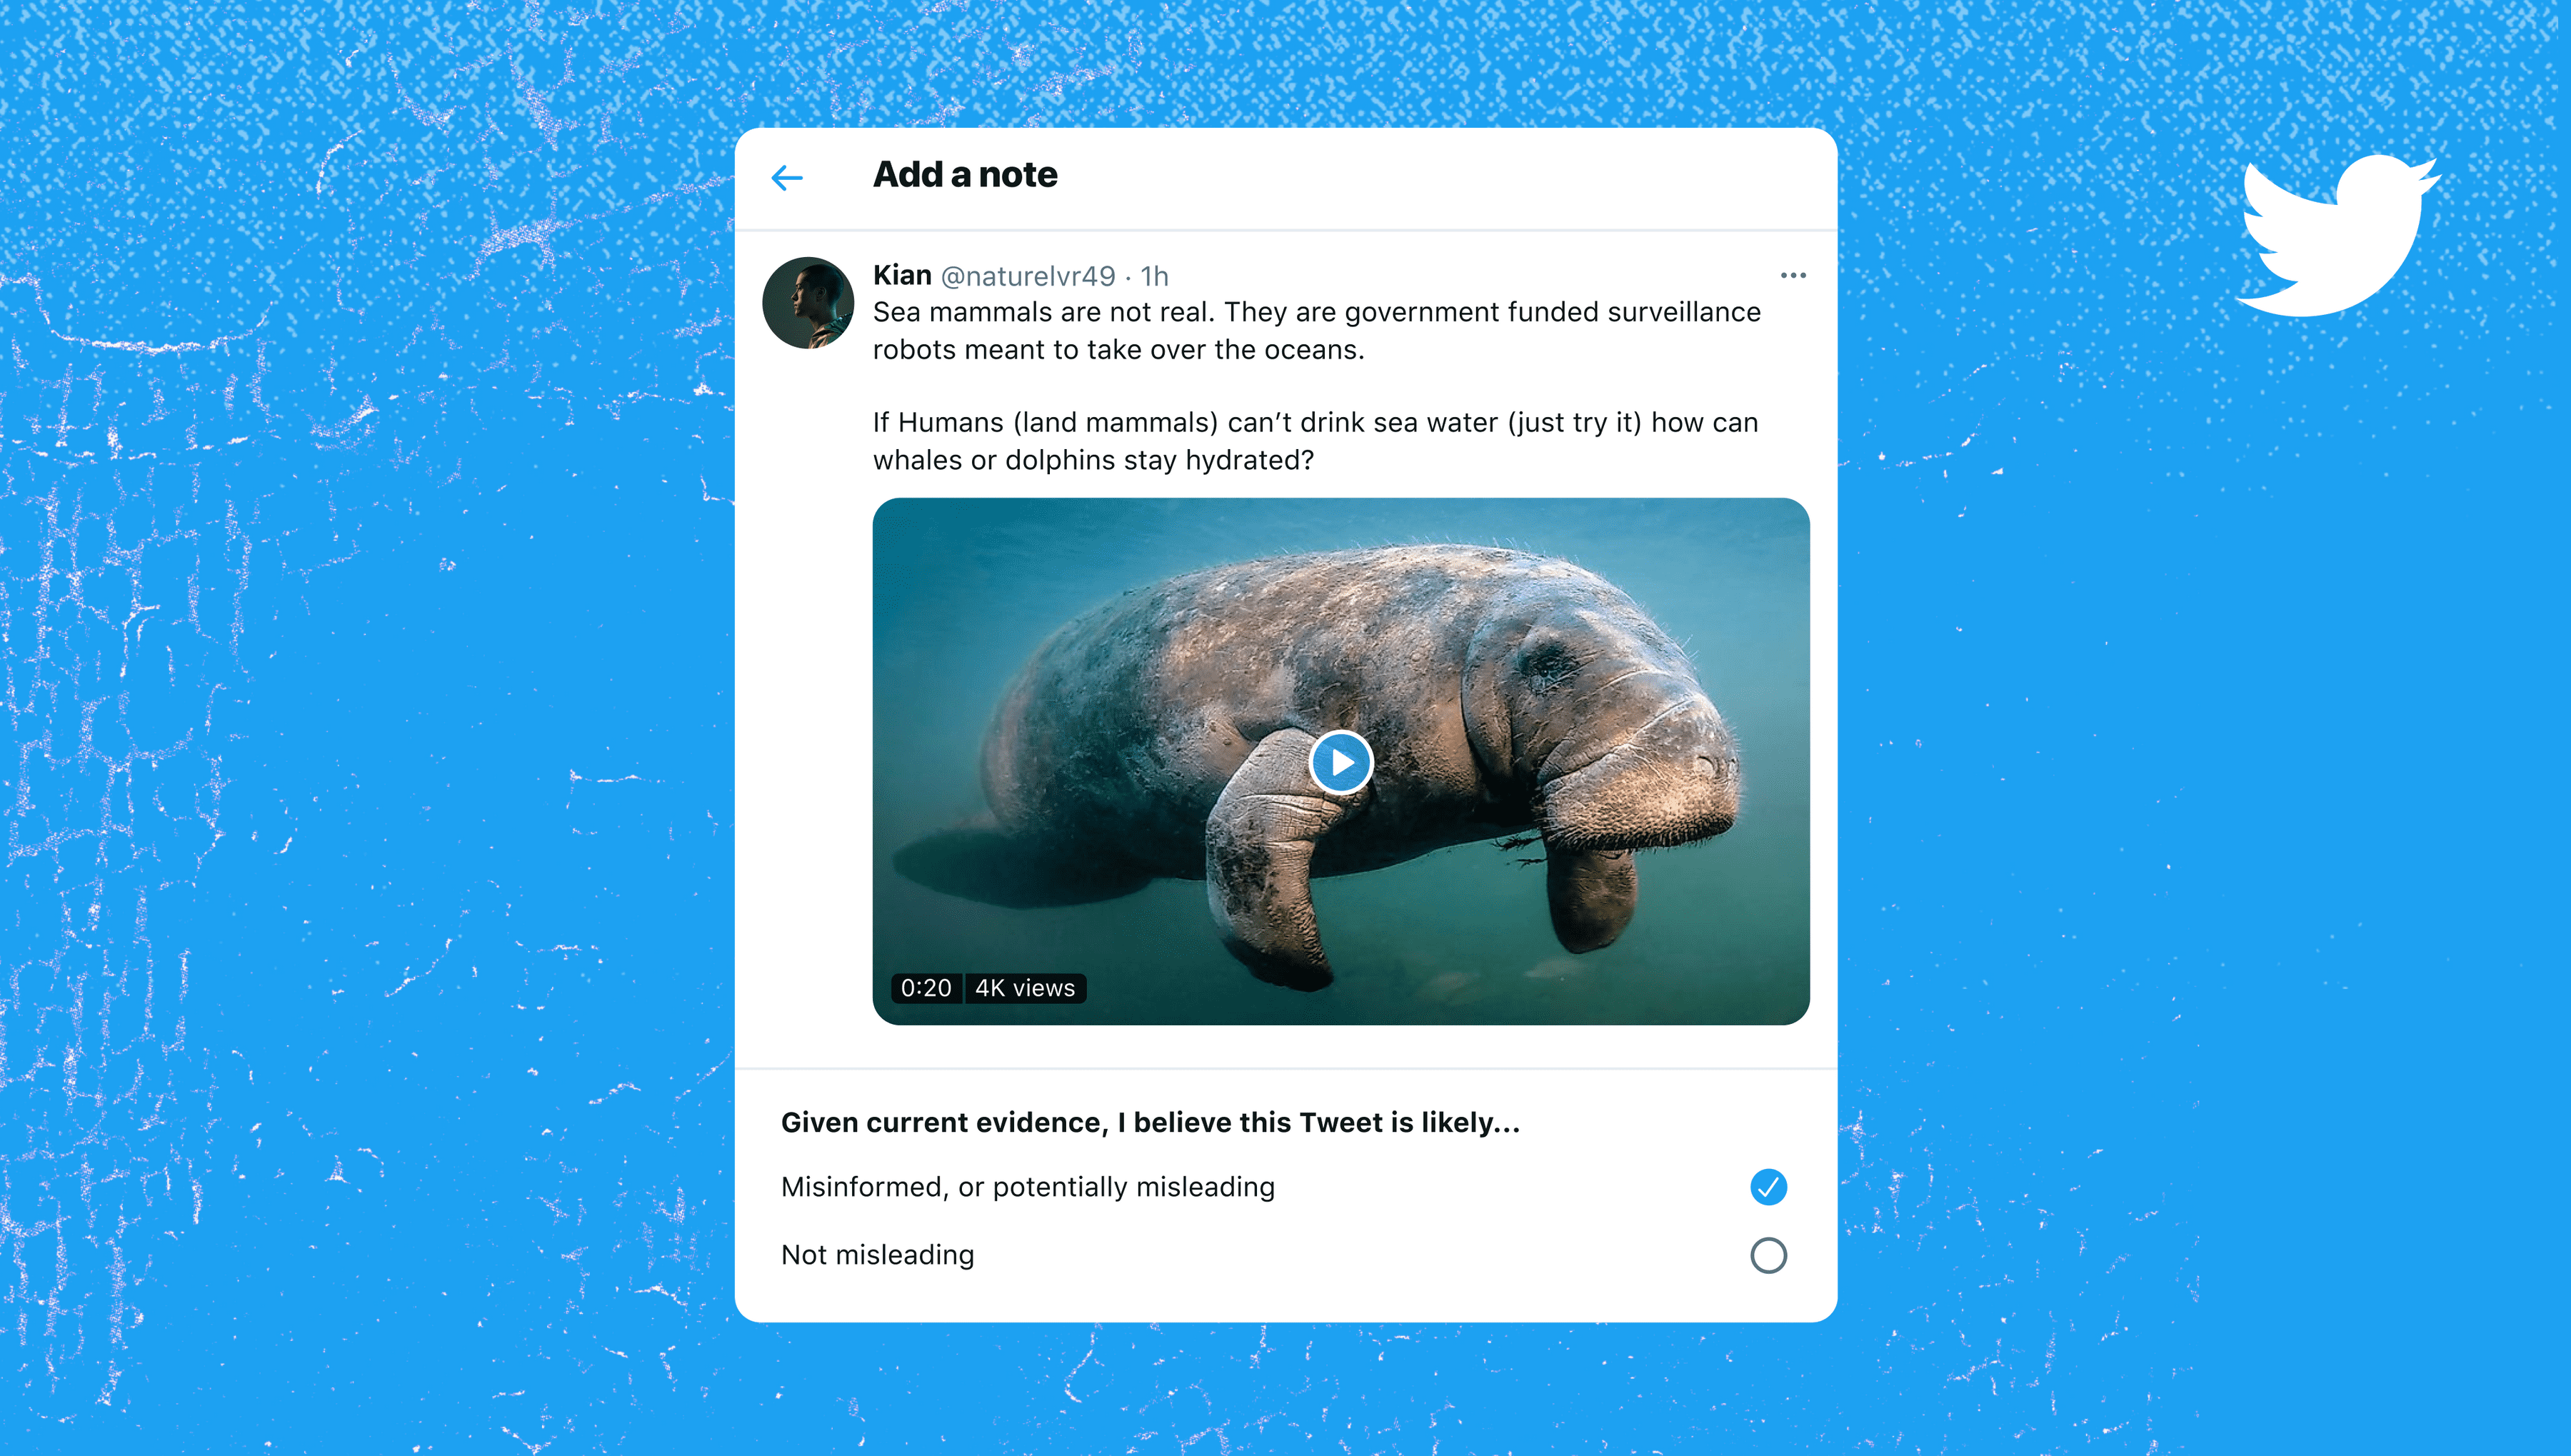 Add a note
Kian @naturelvr49 · 1h
Sea mammals are not real. They are government funded surveillance
robots meant to take over the oceans.
If Humans (land mammals) can’t drink sea water (just try it) how can
whales or dolphins stay hydrated?
0:20 4K views
Given current evidence, I believe this Tweet is likely...
Misinformed, or potentially misleading
Not misleading